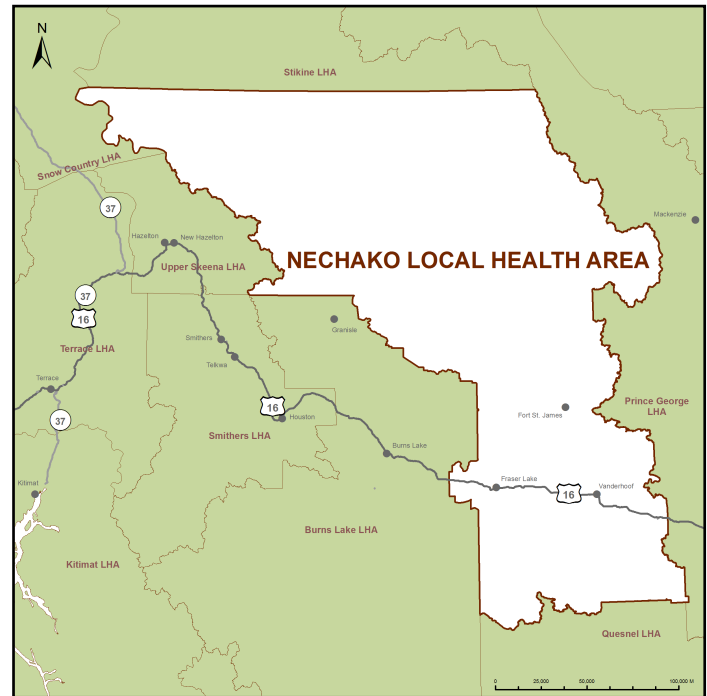 N
Stikine LHA
Snow Country LHA
37
Mackenzie
Hazelton
New Hazelton
Upper Skeena LHA
NECHAKO LOCAL HEALTH AREA
37
16
Granisle
Smithers
Terrace LHA
Telkwa
Terrace
16
Houston
Prince George
LHA
Fort St. James
37
Smithers LHA
Burns Lake
Kitimat
Fraser Lake
16
Vanderhoof
Burns Lake LHA
Kitimat LHA
Quesnel LHA
0 25,000 50,000 100,000 M